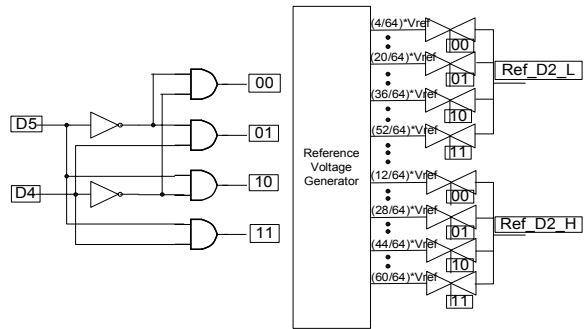 D5
D4
00
01
10
11
Reference
Voltage
Generator
(4/64)*Vref
00
(20/64)*Vref
01
(36/64)*Vref
10
(52/64)*Vref
11
(12/64)*Vref
00
(28/64)*Vref
01
(44/64)*Vref
10
(60/64)*Vref
11
Ref_D2_L
Ref_D2_H